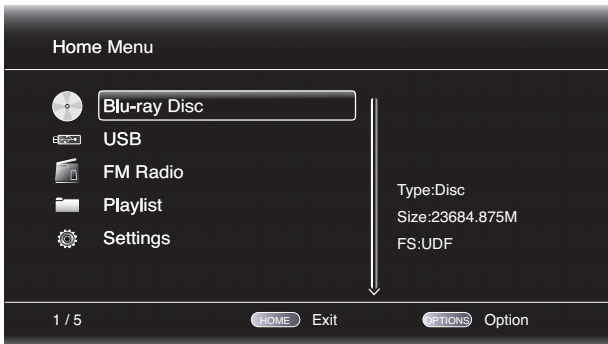 Home Menu
Blu-ray Disc
USB
FM Radio
Playlist
Settings
Type:Disc
Size:23684.875M
FS:UDF
1 / 5
HOME Exit
OPTIONS Option